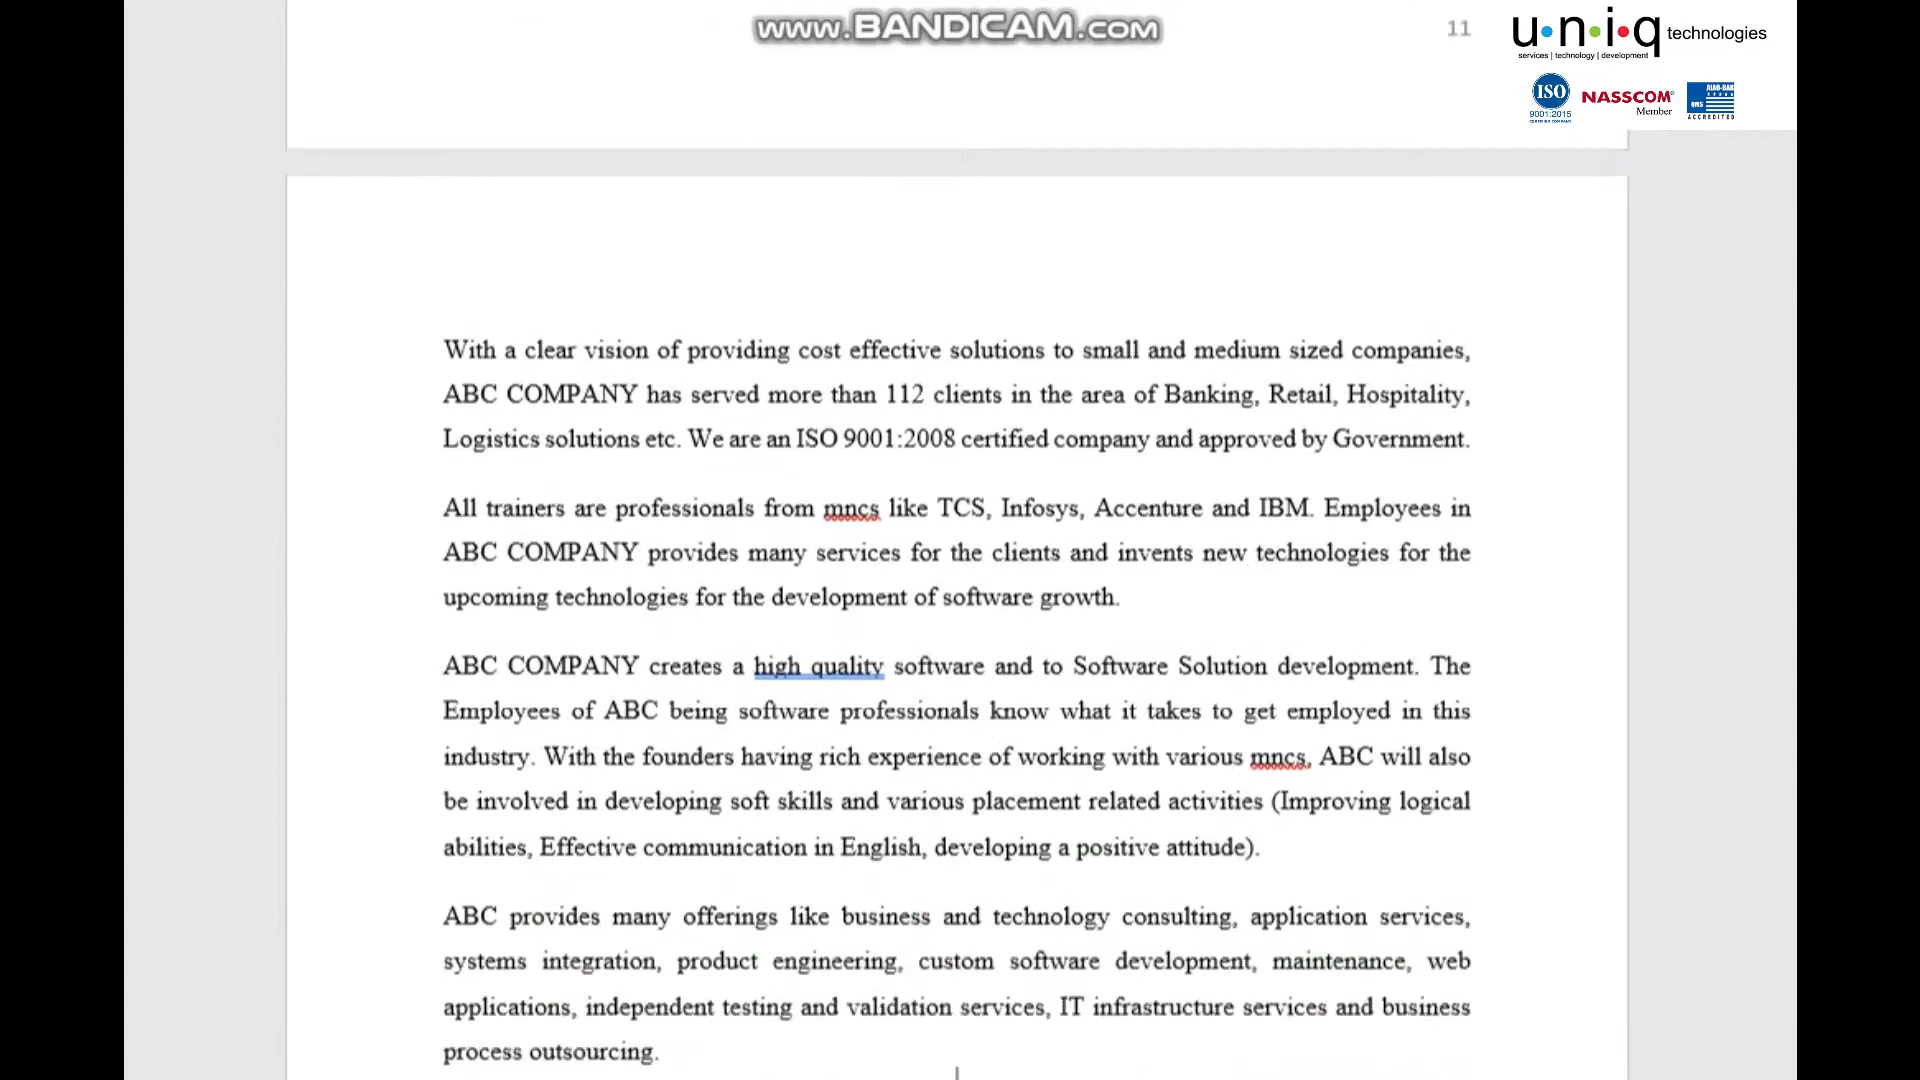 www.BANDICAM.com
11
u·n·i·q technologies
services | technology | development
ISO
9001:2015
CERTIFIED COMPANY
NASSCOM®
Member
AIAO-BAR
QMS
ACCREDITED
With a clear vision of providing cost effective solutions to small and medium sized companies,
ABC COMPANY has served more than 112 clients in the area of Banking, Retail, Hospitality,
Logistics solutions etc. We are an ISO 9001:2008 certified company and approved by Government.
All trainers are professionals from mncs like TCS, Infosys, Accenture and IBM. Employees in
ABC COMPANY provides many services for the clients and invents new technologies for the
upcoming technologies for the development of software growth.
ABC COMPANY creates a high quality software and to Software Solution development. The
Employees of ABC being software professionals know what it takes to get employed in this
industry. With the founders having rich experience of working with various mncs, ABC will also
be involved in developing soft skills and various placement related activities (Improving logical
abilities, Effective communication in English, developing a positive attitude).
ABC provides many offerings like business and technology consulting, application services,
systems integration, product engineering, custom software development, maintenance, web
applications, independent testing and validation services, IT infrastructure services and business
process outsourcing.